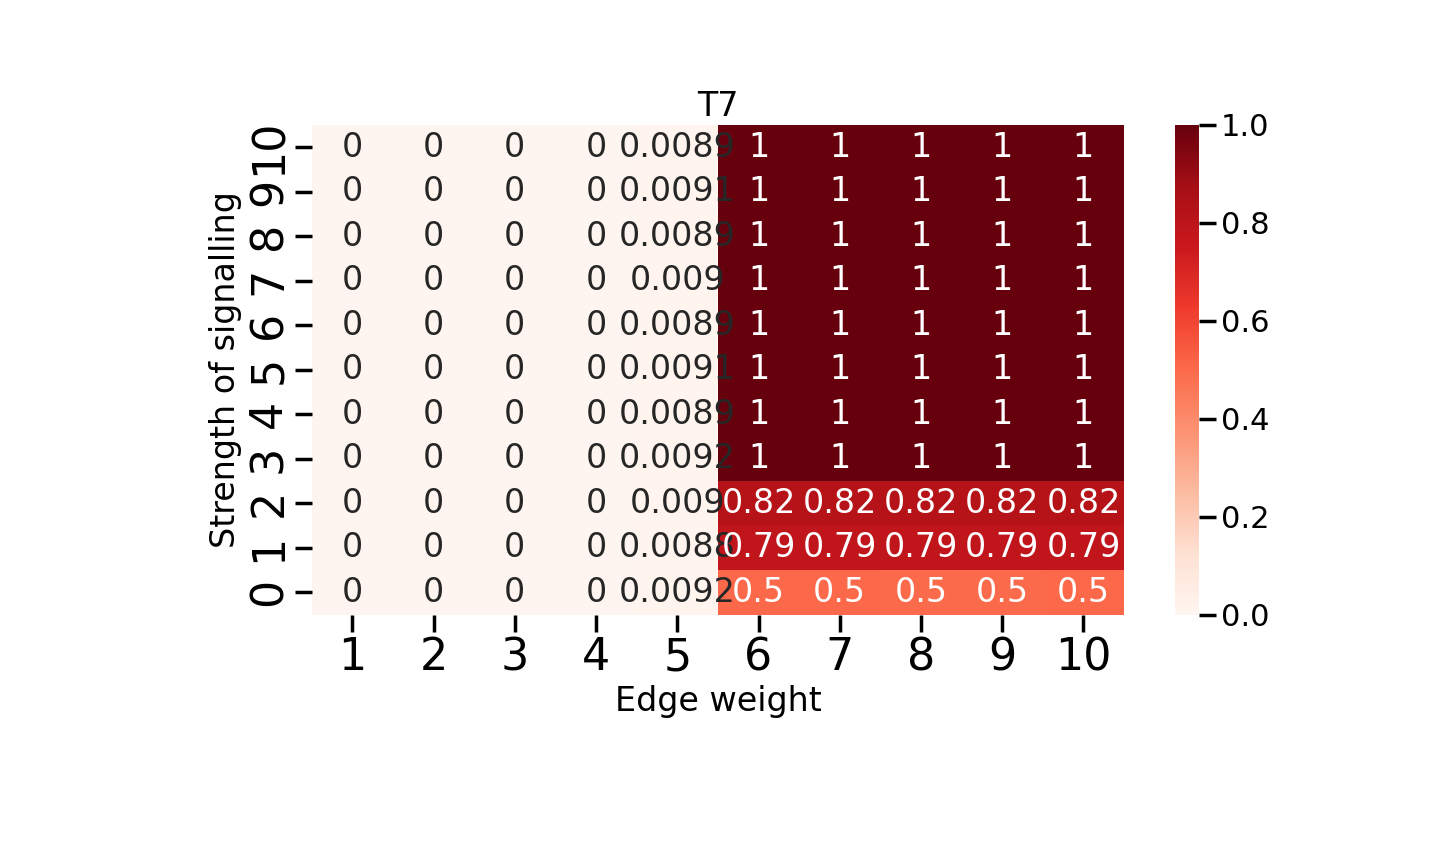 T7
10 0 0 0 0 0.0089 1 1 1 1 1
9 0 0 0 0 0.0091 1 1 1 1 1
8 0 0 0 0 0.0089 1 1 1 1 1
7 0 0 0 0 0.009 1 1 1 1 1
6 0 0 0 0 0.0089 1 1 1 1 1
5 0 0 0 0 0.0091 1 1 1 1 1
4 0 0 0 0 0.0089 1 1 1 1 1
3 0 0 0 0 0.0092 1 1 1 1 1
2 0 0 0 0 0.009 0.82 0.82 0.82 0.82 0.82
1 0 0 0 0 0.0088 0.79 0.79 0.79 0.79 0.79
0 0 0 0 0 0.0092 0.5 0.5 0.5 0.5 0.5
1 2 3 4 5 6 7 8 9 10
Edge weight
Strength of signalling
1.0
0.8
0.6
0.4
0.2
0.0